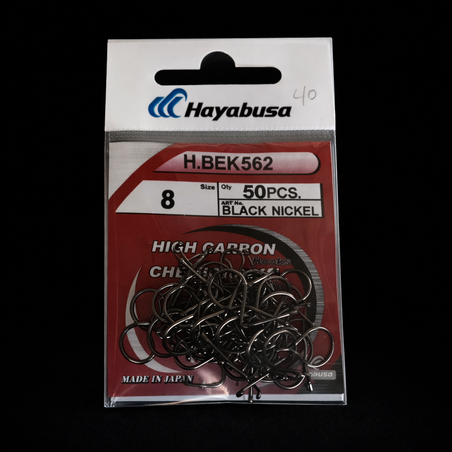 40
Hayabusa
H.BEK562
8 Size Qty 50PCS.
ART No. BLACK NICKEL
HIGH CARBON
MADE IN JAPAN